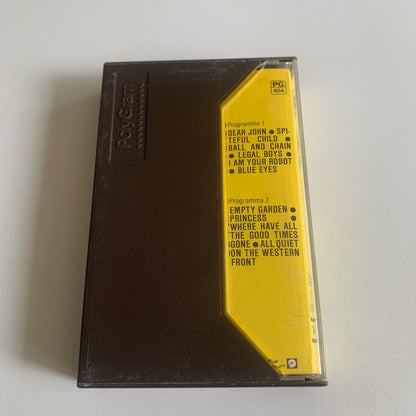 PolyGram
PG
404
Programme 1
DEAR JOHN ● SPI-
TEFUL CHILD ●
BALL AND CHAIN
● LEGAL BOYS ●
I AM YOUR ROBOT
● BLUE EYES
Programma 2
EMPTY GARDEN ●
PRINCESS ●
WHERE HAVE ALL
THE GOOD TIMES
GONE ● ALL QUIET
ON THE WESTERN
FRONT